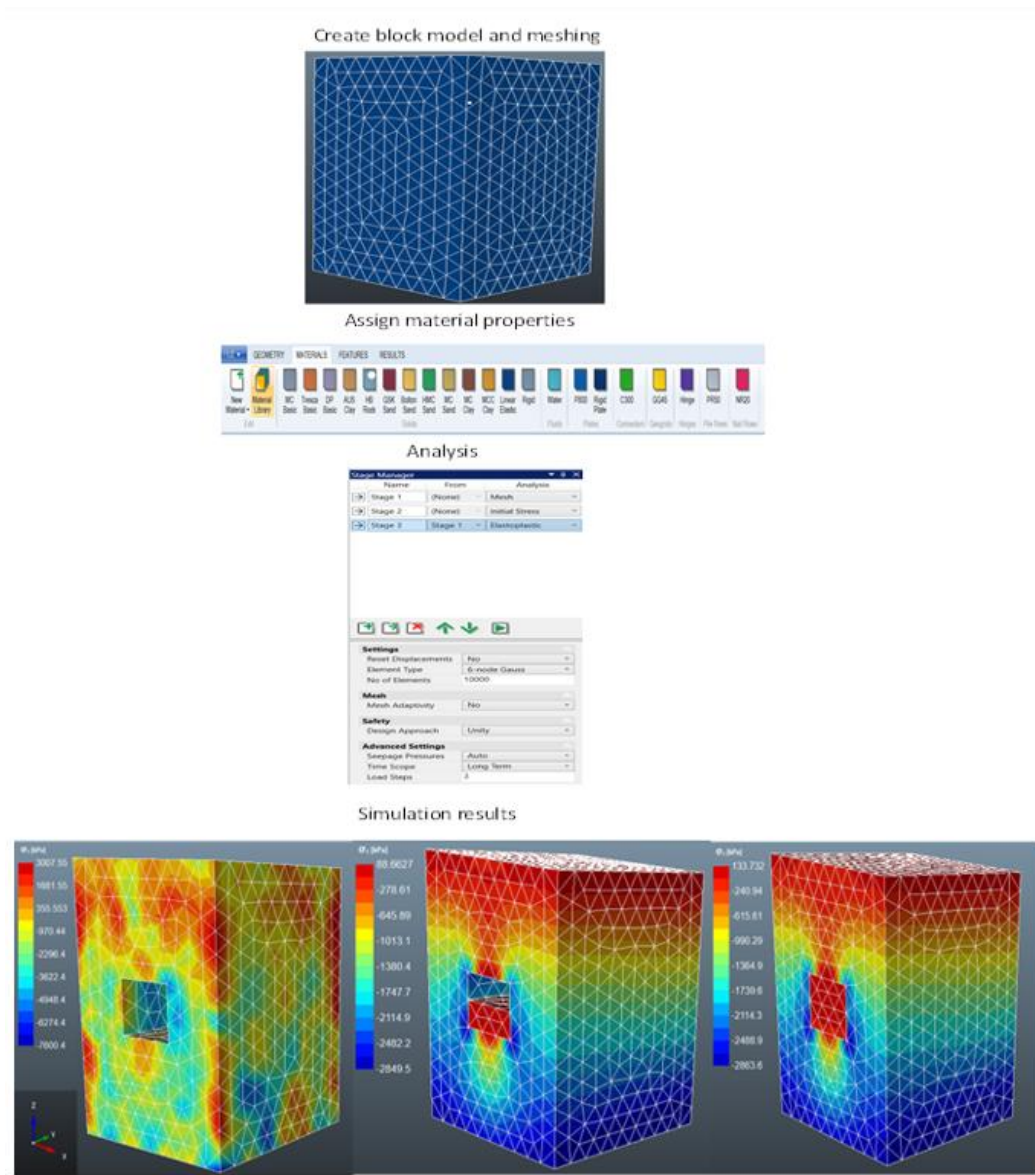 Create block model and meshing
Assign material properties
GEOMETRY MATERIALS FEATURES RESULTS
New Material Material Library MC Basic Tresca Basic DP Basic AUS Clay HB Rock GSK Sand Bolton Sand HMC Sand MC Sand MC Clay MCC Clay Linear Elastic Rigid Water P800 Rigid Plate C300 GG45 Hinge PR50 NR20
Edit Solids Fluids Plates Connectors Geogrids Hinges Pile Rows Nail Rows
Analysis
Stage Manager
Name From Analysis
Stage 1 (None) Mesh
Stage 2 (None) Initial Stress
Stage 3 Stage 1 Elastoplastic
Settings
Reset Displacements No
Element Type 6-node Gauss
No of Elements 10000
Mesh
Mesh Adaptivity No
Safety
Design Approach Unity
Advanced Settings
Seepage Pressures Auto
Time Scope Long Term
Load Steps
Simulation results
3007.55
1681.55
355.553
-970.44
-2296.4
-3622.4
-4948.4
-6274.4
-7600.4
Z
Y
X
88.6627
-278.61
-645.89
-1013.1
-1380.4
-1747.7
-2114.9
-2482.2
-2849.5
133.732
-240.94
-615.61
-990.29
-1364.9
-1739.6
-2114.3
-2488.9
-2863.6